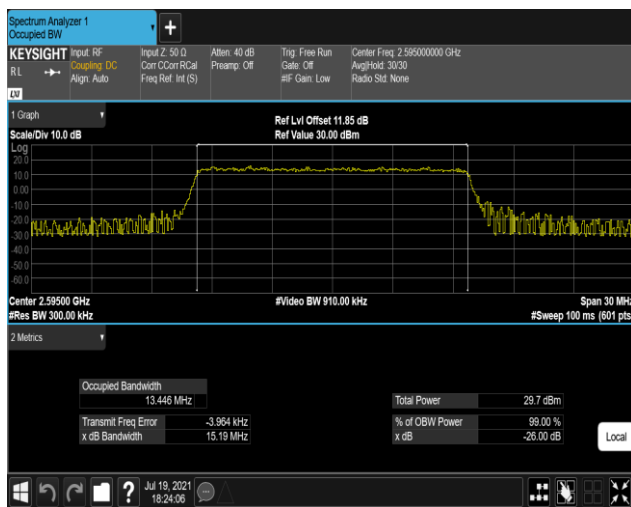 Spectrum Analyzer 1
Occupied BW
+
KEYSIGHT Input: RF Input Z: 50 Ω Atten: 40 dB Trig: Free Run Center Freq: 2.595000000 GHz
RL Coupling: DC Corr CCorr RCal Preamp: Off Gate: Off Avg|Hold: 30/30
Align: Auto Freq Ref: Int (S) #IF Gain: Low Radio Std: None
LXI
1 Graph
Ref Lvl Offset 11.85 dB
Scale/Div 10.0 dB Ref Value 30.00 dBm
Log
20.0
10.0
0.00
-10.0
-20.0
-30.0
-40.0
-50.0
-60.0
Center 2.59500 GHz #Video BW 910.00 kHz Span 30 MHz
#Res BW 300.00 kHz #Sweep 100 ms (601 pts
2 Metrics
Occupied Bandwidth
13.446 MHz Total Power 29.7 dBm
Transmit Freq Error -3.964 kHz % of OBW Power 99.00 %
x dB Bandwidth 15.19 MHz x dB -26.00 dB
Local
? Jul 19, 2021
18:24:06